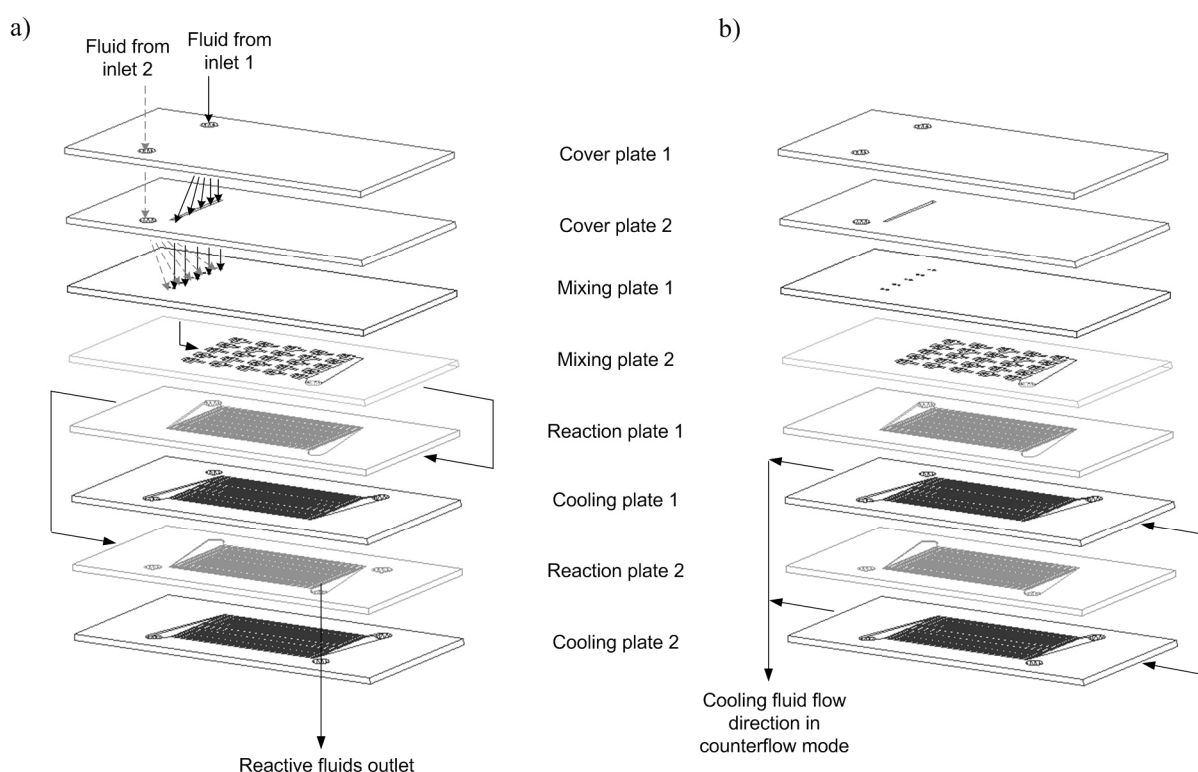 a)
Fluid from
inlet 2
Fluid from
inlet 1
b)
Cover plate 1
Cover plate 2
Mixing plate 1
Mixing plate 2
Reaction plate 1
Cooling plate 1
Reaction plate 2
Cooling plate 2
Reactive fluids outlet
Cooling fluid flow
direction in
counterflow mode